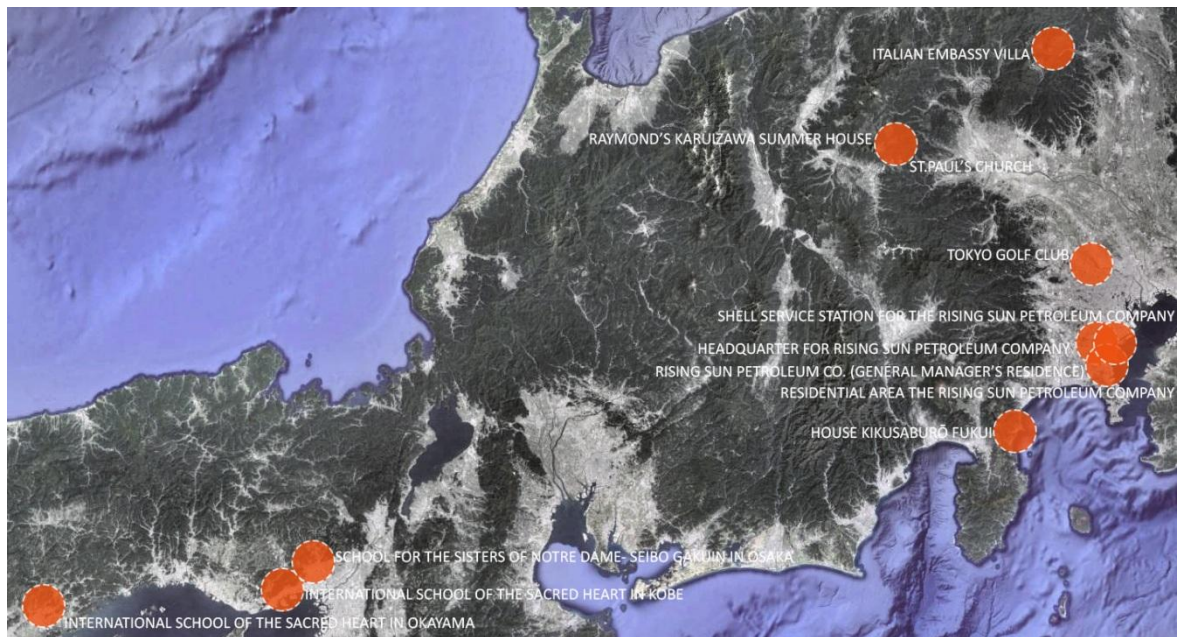 ITALIAN EMBASSY VILLA
RAYMOND'S KARUIZAWA SUMMER HOUSE
ST.PAUL'S CHURCH
TOKYO GOLF CLUB
SHELL SERVICE STATION FOR THE RISING SUN PETROLEUM COMPANY
HEADQUARTER FOR RISING SUN PETROLEUM COMPANY
RISING SUN PETROLEUM CO. (GENERAL MANAGER'S RESIDENCE)
RESIDENTIAL AREA THE RISING SUN PETROLEUM COMPANY
HOUSE KIKUSABURŌ FUKUI
SCHOOL FOR THE SISTERS OF NOTRE DAME- SEIBO GAKUIN IN OSAKA
INTERNATIONAL SCHOOL OF THE SACRED HEART IN KOBE
INTERNATIONAL SCHOOL OF THE SACRED HEART IN OKAYAMA